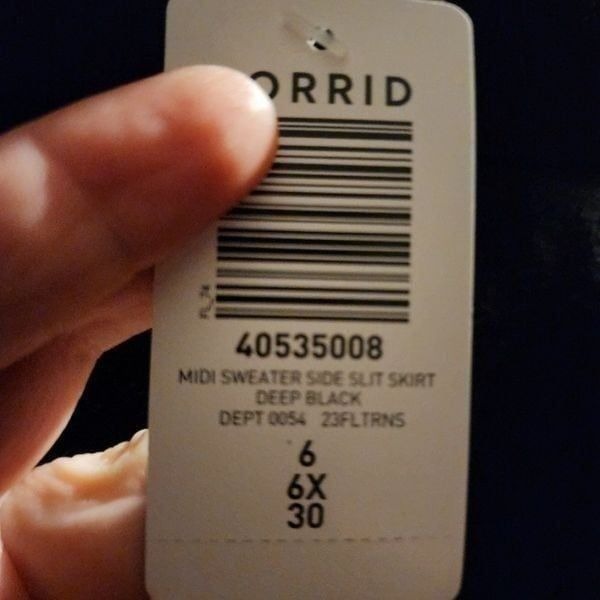 ORRID
40535008
MIDI SWEATER SIDE SLIT SKIRT
DEEP BLACK
DEPT 0054 23FLTRNS
6
6X
30